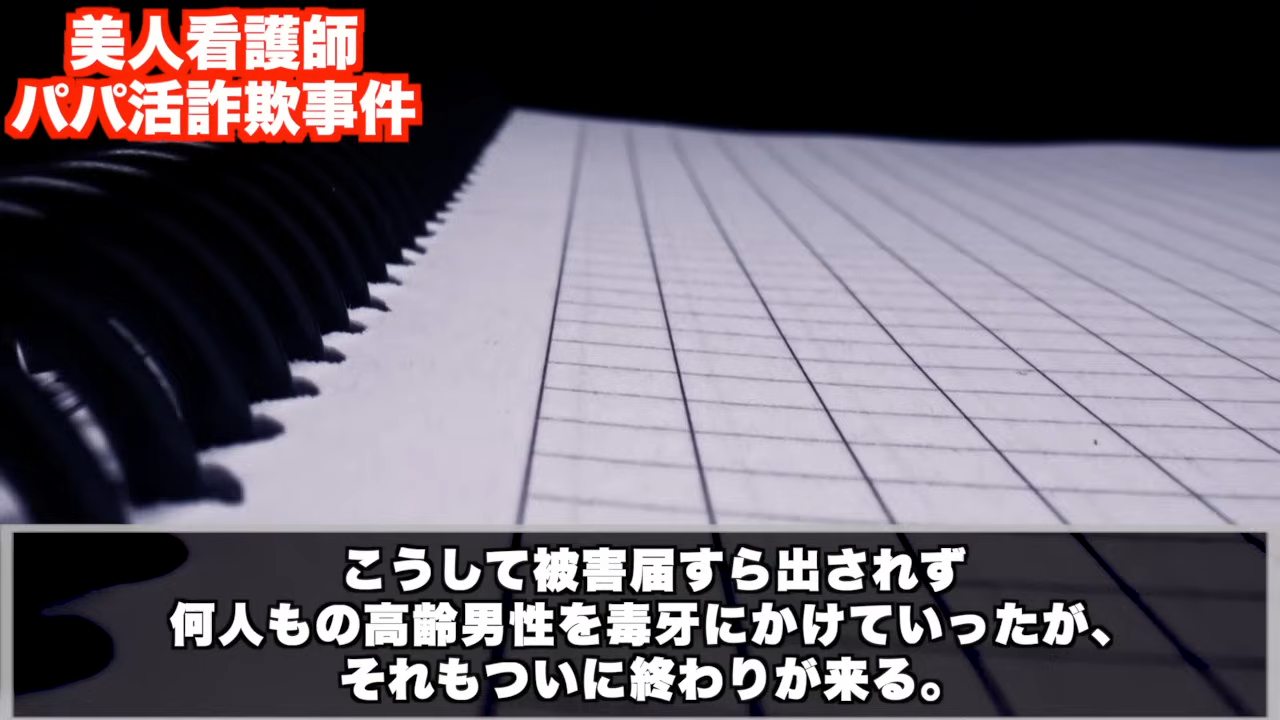 美人看護師
パパ活詐欺事件
こうして被害届すら出されず
何人もの高齢男性を毒牙にかけていったが、
それもついに終わりが来る。